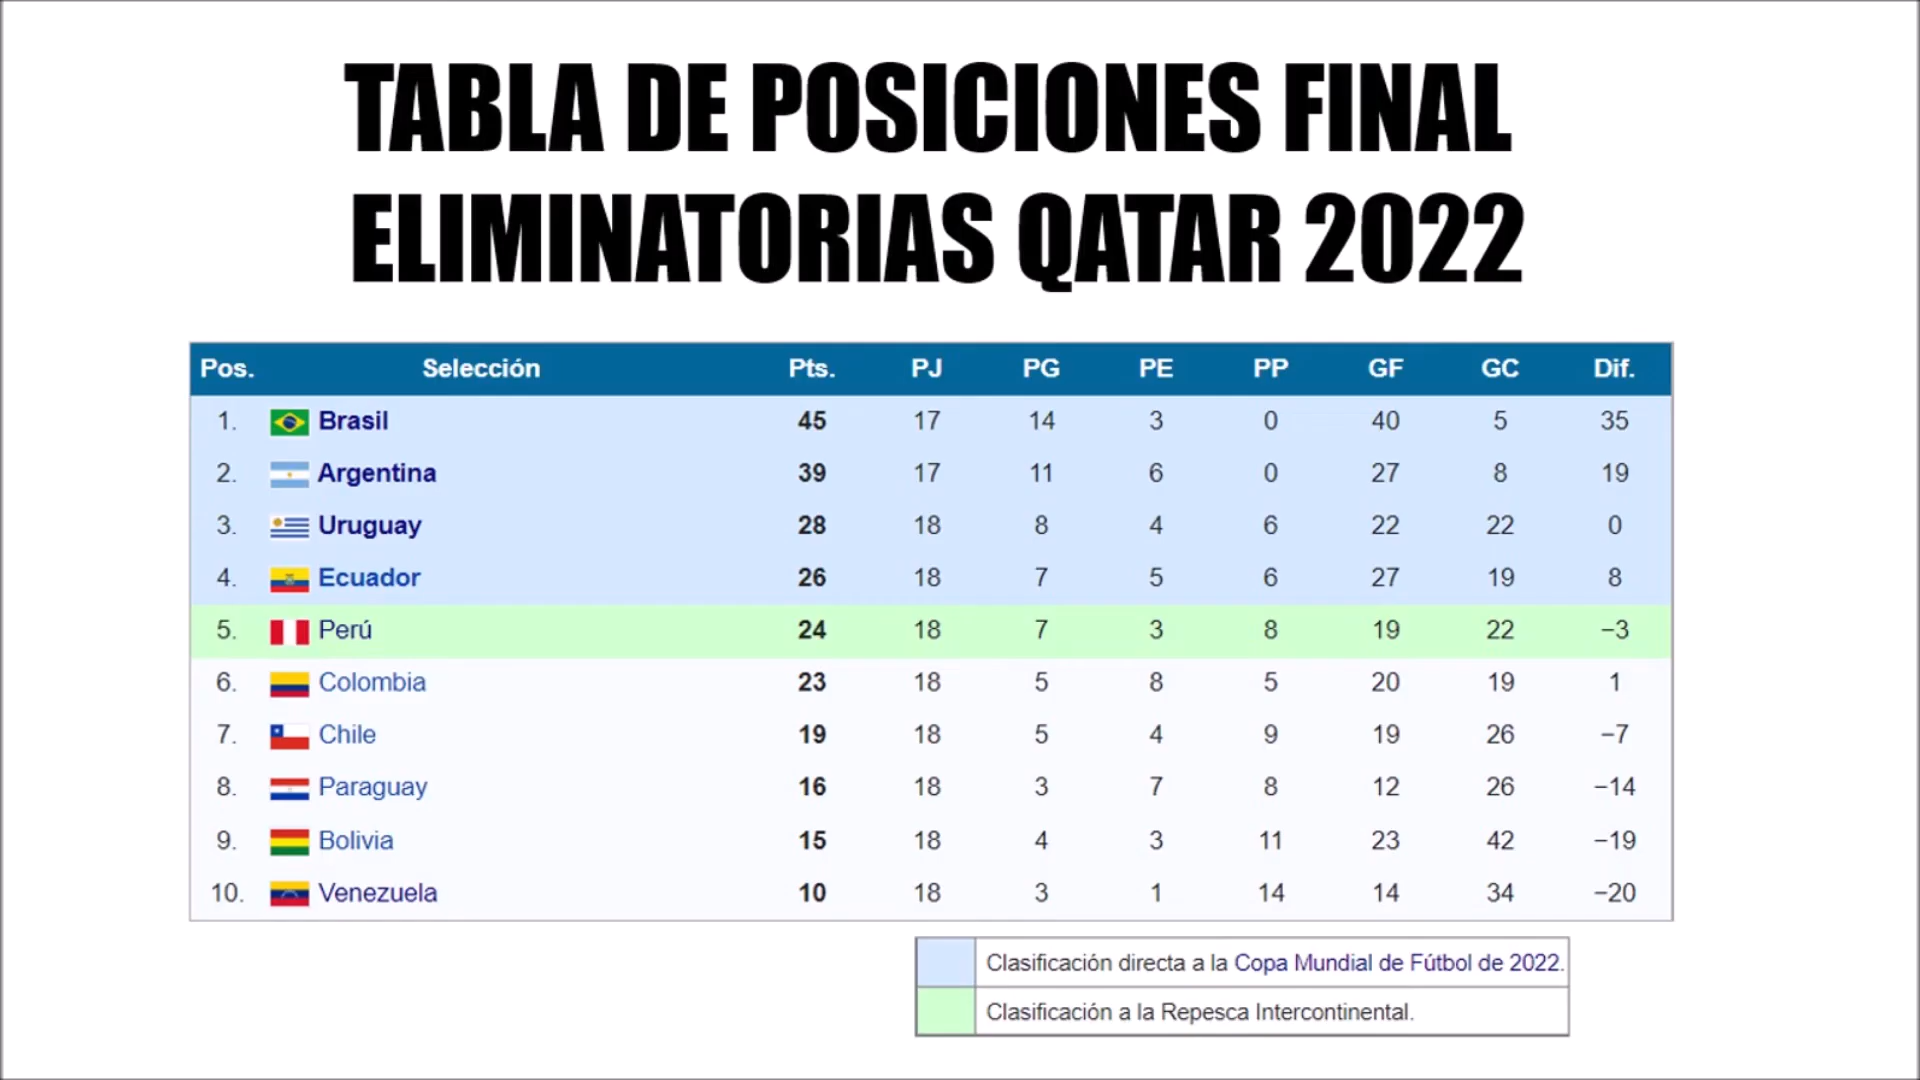 TABLA DE POSICIONES FINAL
ELIMINATORIAS QATAR 2022
Pos. Selección Pts. PJ PG PE PP GF GC Dif.
1. Brasil 45 17 14 3 0 40 5 35
2. Argentina 39 17 11 6 0 27 8 19
3. Uruguay 28 18 8 4 6 22 22 0
4. Ecuador 26 18 7 5 6 27 19 8
5. Perú 24 18 7 3 8 19 22 −3
6. Colombia 23 18 5 8 5 20 19 1
7. Chile 19 18 5 4 9 19 26 −7
8. Paraguay 16 18 3 7 8 12 26 −14
9. Bolivia 15 18 4 3 11 23 42 −19
10. Venezuela 10 18 3 1 14 14 34 −20
Clasificación directa a la Copa Mundial de Fútbol de 2022.
Clasificación a la Repesca Intercontinental.